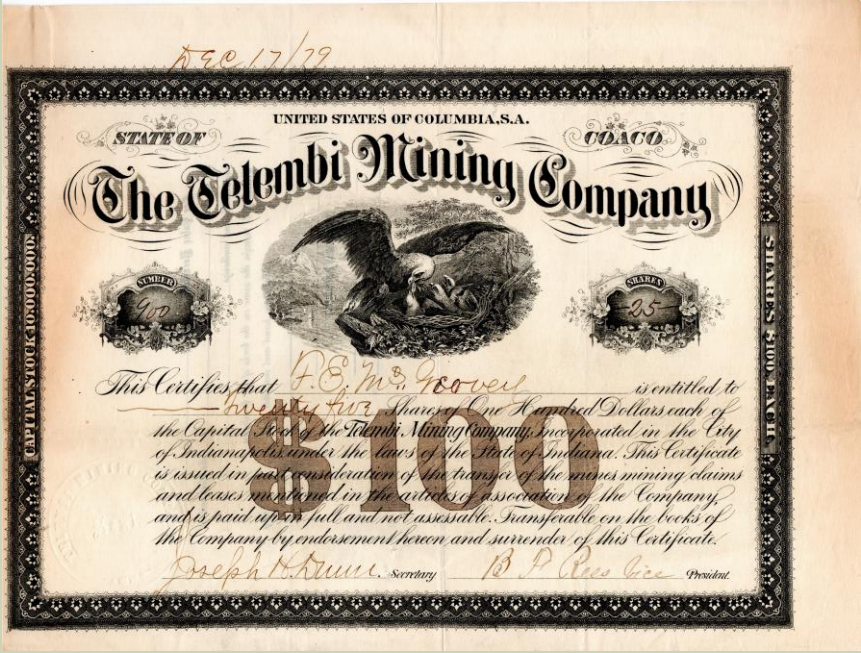 DEC 17/79
UNITED STATES OF COLUMBIA, S.A.
STATE OF COACO
The Telembi Mining Company
NUMBER
900
SHARES
25
CAPITAL STOCK 10.000.000.
SHARES $100 EACH.
This Certifies that F. E. Mc is entitled to
twenty five Shares of One Hundred Dollars each of
the Capital Stock of the Telembi Mining Company, Incorporated in the City
of Indianapolis, under the laws of the State of Indiana. This Certificate
is issued in part consideration of the transfer of the mines mining claims
and leases mentioned in the articles of association of the Company,
and is paid up in full and not assessable. Transferable on the books of
the Company by endorsement hereon and surrender of this Certificate.
$100
Joseph H. Dunn. Secretary B P Rees Vice President.